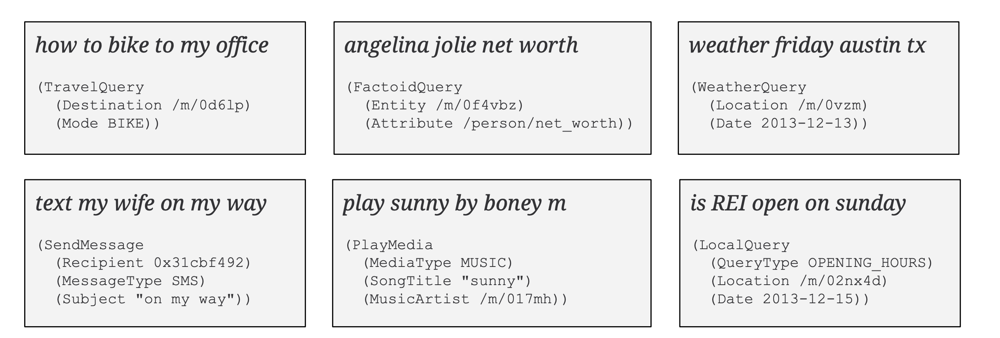 how to bike to my office
(TravelQuery
(Destination /m/0d6lp)
(Mode BIKE))
angelina jolie net worth
(FactoidQuery
(Entity /m/0f4vbz)
(Attribute /person/net_worth))
weather friday austin tx
(WeatherQuery
(Location /m/0vzm)
(Date 2013-12-13))
text my wife on my way
(SendMessage
(Recipient 0x31cbf492)
(MessageType SMS)
(Subject "on my way"))
play sunny by boney m
(PlayMedia
(MediaType MUSIC)
(SongTitle "sunny")
(MusicArtist /m/017mh))
is REI open on sunday
(LocalQuery
(QueryType OPENING_HOURS)
(Location /m/02nx4d)
(Date 2013-12-15))